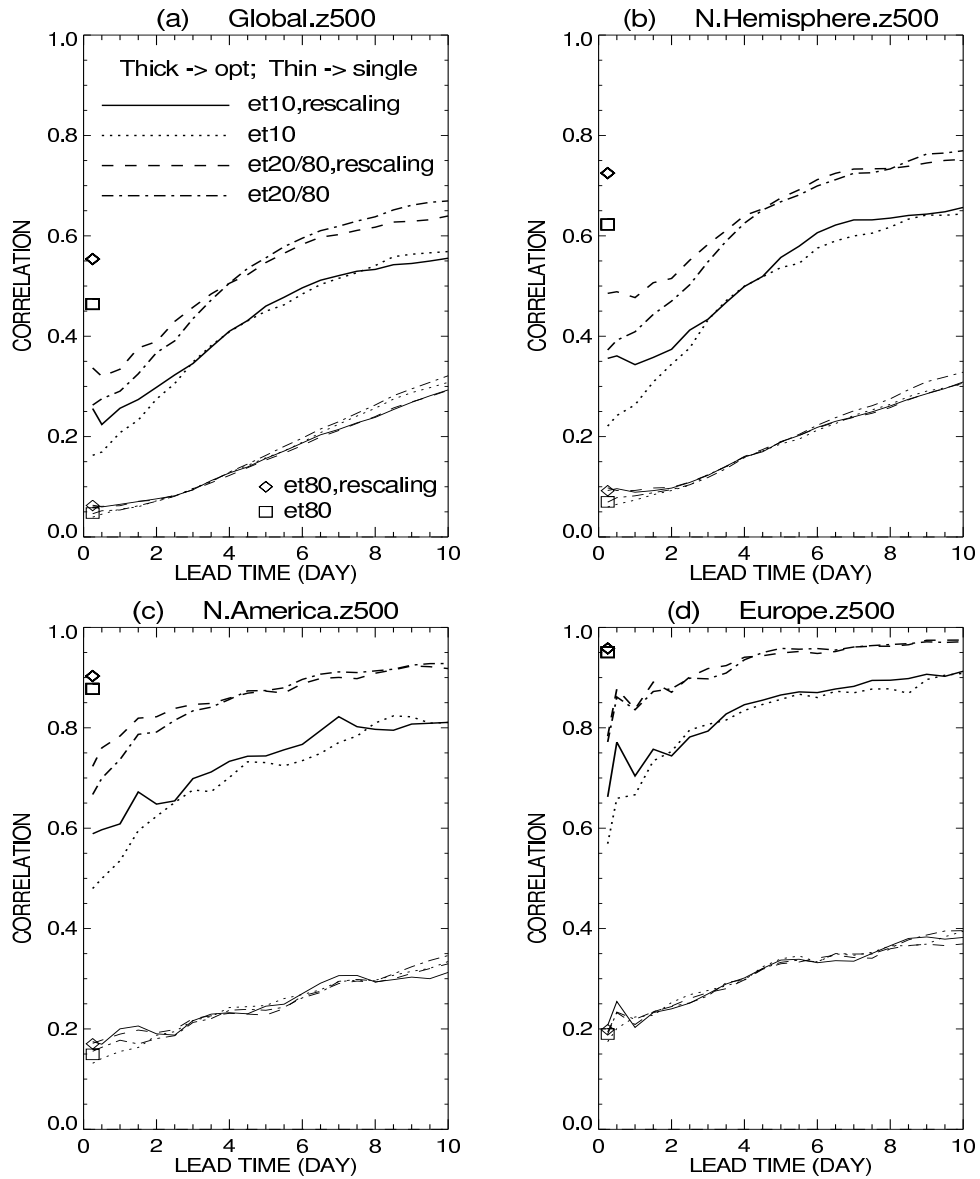 (a) Global.z500
1.0
0.8
0.6
0.4
0.2
0.0
CORRELATION
Thick -> opt; Thin -> single
et10,rescaling
et10
et20/80,rescaling
et20/80
et80,rescaling
et80
0 2 4 6 8 10
LEAD TIME (DAY)
(b) N.Hemisphere.z500
1.0
0.8
0.6
0.4
0.2
0.0
CORRELATION
0 2 4 6 8 10
LEAD TIME (DAY)
(c) N.America.z500
1.0
0.8
0.6
0.4
0.2
0.0
CORRELATION
0 2 4 6 8 10
LEAD TIME (DAY)
(d) Europe.z500
1.0
0.8
0.6
0.4
0.2
0.0
CORRELATION
0 2 4 6 8 10
LEAD TIME (DAY)